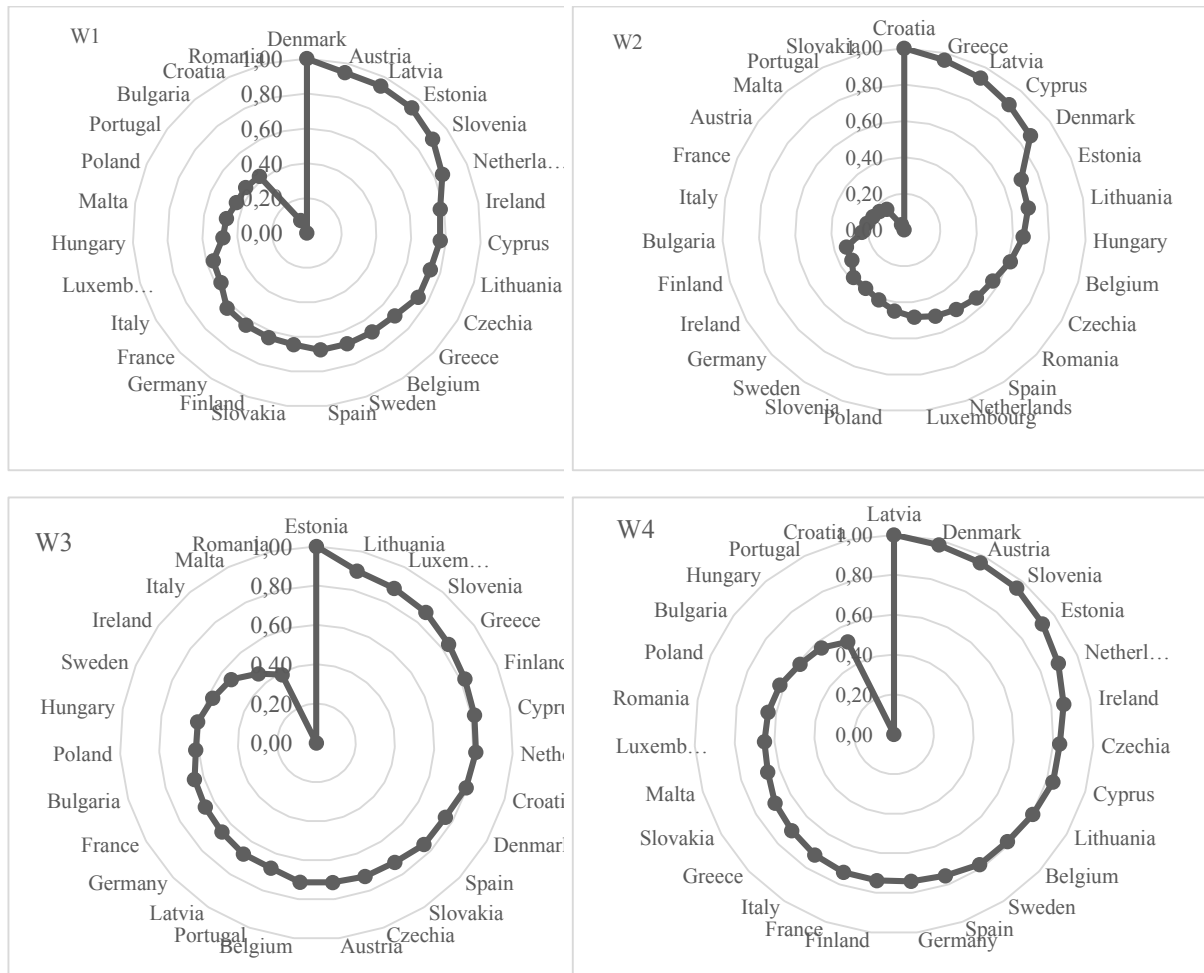 W1
Denmark
Austria
Latvia
Estonia
Slovenia
Netherla...
Ireland
Cyprus
Lithuania
Czechia
Greece
Belgium
Sweden
Spain
Slovakia
Finland
Germany
France
Italy
Luxemb...
Hungary
Malta
Poland
Portugal
Bulgaria
Croatia
Romania
1,00
0,80
0,60
0,40
0,20
0,00
W2
Croatia
Greece
Latvia
Cyprus
Denmark
Estonia
Lithuania
Hungary
Belgium
Czechia
Romania
Spain
Netherlands
Luxembourg
Poland
Slovenia
Sweden
Germany
Ireland
Finland
Bulgaria
Italy
France
Austria
Malta
Portugal
Slovakia
1,00
0,80
0,60
0,40
0,20
0,00
W3
Estonia
Lithuania
Luxem...
Slovenia
Greece
Finland
Cypru
Nethe
Croati
Denmar
Spain
Slovakia
Czechia
Austria
Belgium
Portugal
Latvia
Germany
France
Bulgaria
Poland
Hungary
Sweden
Ireland
Italy
Malta
Romania
1,00
0,80
0,60
0,40
0,20
0,00
W4
Latvia
Denmark
Austria
Slovenia
Estonia
Netherl...
Ireland
Czechia
Cyprus
Lithuania
Belgium
Sweden
Spain
Germany
Finland
France
Italy
Greece
Slovakia
Malta
Luxemb...
Romania
Poland
Bulgaria
Hungary
Portugal
Croatia
1,00
0,80
0,60
0,40
0,20
0,00